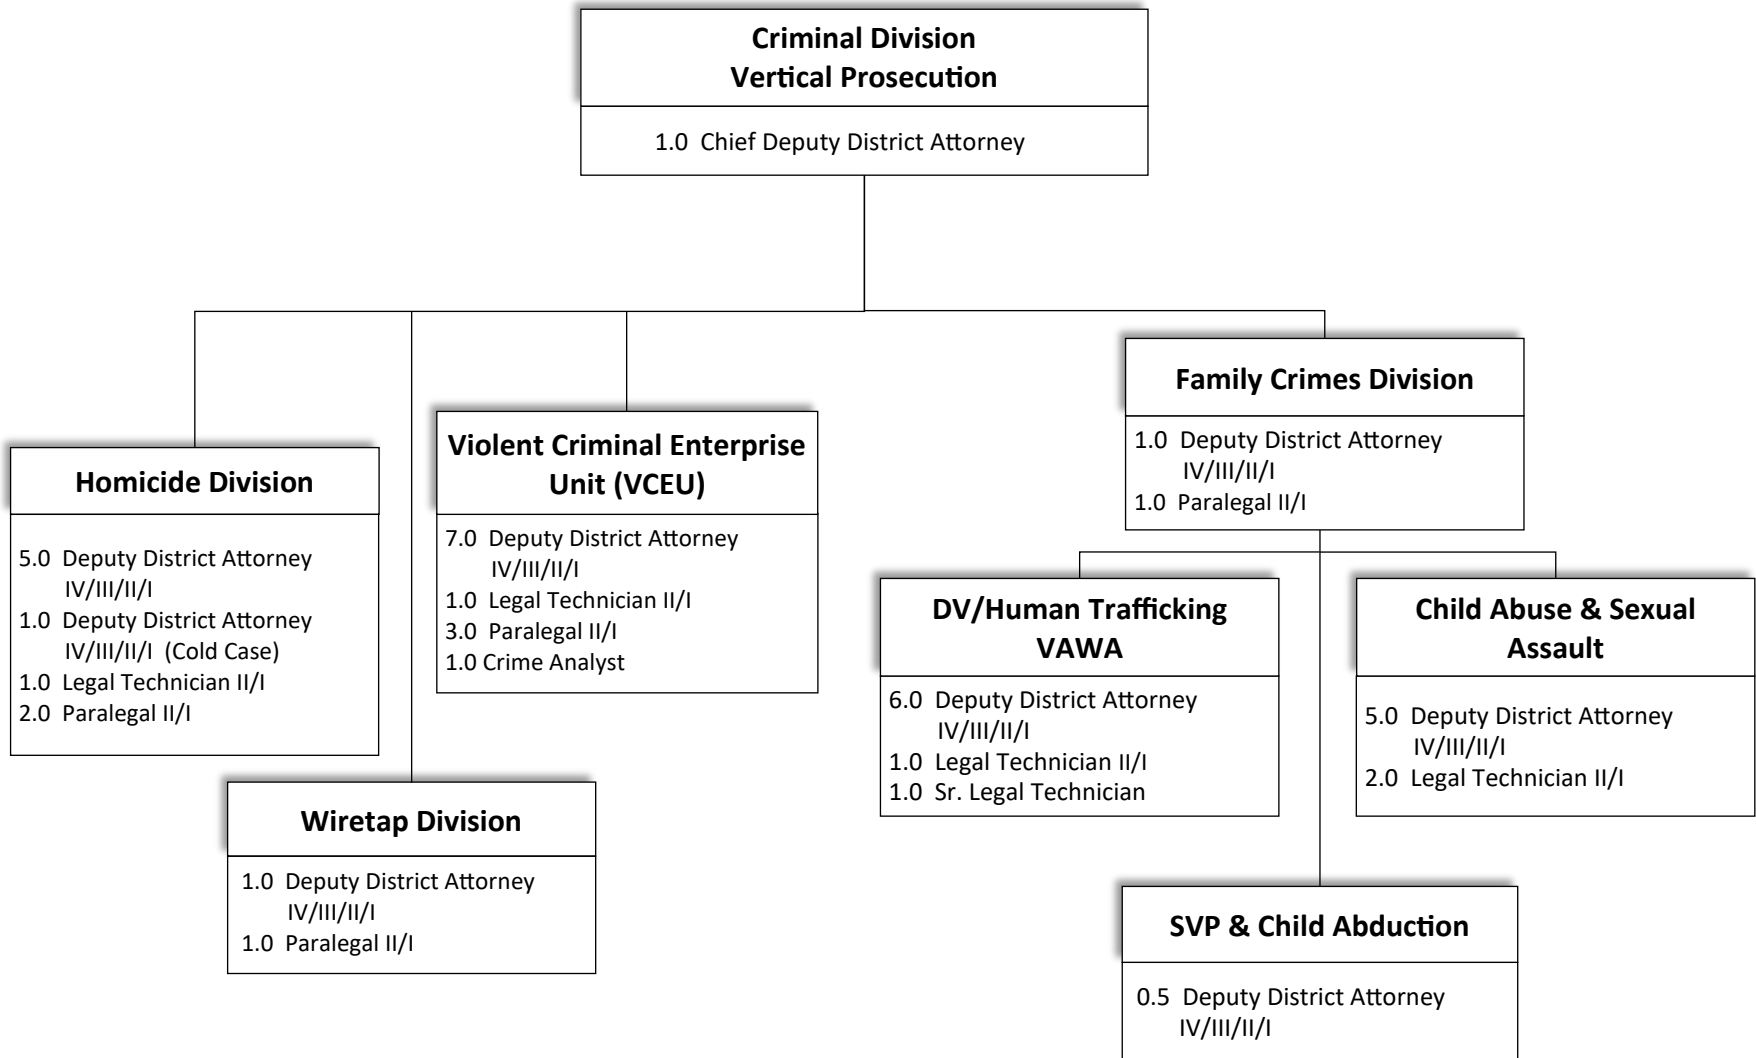 Criminal Division
Vertical Prosecution
1.0 Chief Deputy District Attorney
Family Crimes Division
1.0 Deputy District Attorney
IV/III/II/I
1.0 Paralegal II/I
Violent Criminal Enterprise
Unit (VCEU)
7.0 Deputy District Attorney
IV/III/II/I
1.0 Legal Technician II/I
3.0 Paralegal II/I
1.0 Crime Analyst
Homicide Division
5.0 Deputy District Attorney
IV/III/II/I
1.0 Deputy District Attorney
IV/III/II/I (Cold Case)
1.0 Legal Technician II/I
2.0 Paralegal II/I
DV/Human Trafficking
VAWA
6.0 Deputy District Attorney
IV/III/II/I
1.0 Legal Technician II/I
1.0 Sr. Legal Technician
Child Abuse & Sexual
Assault
5.0 Deputy District Attorney
IV/III/II/I
2.0 Legal Technician II/I
Wiretap Division
1.0 Deputy District Attorney
IV/III/II/I
1.0 Paralegal II/I
SVP & Child Abduction
0.5 Deputy District Attorney
IV/III/II/I